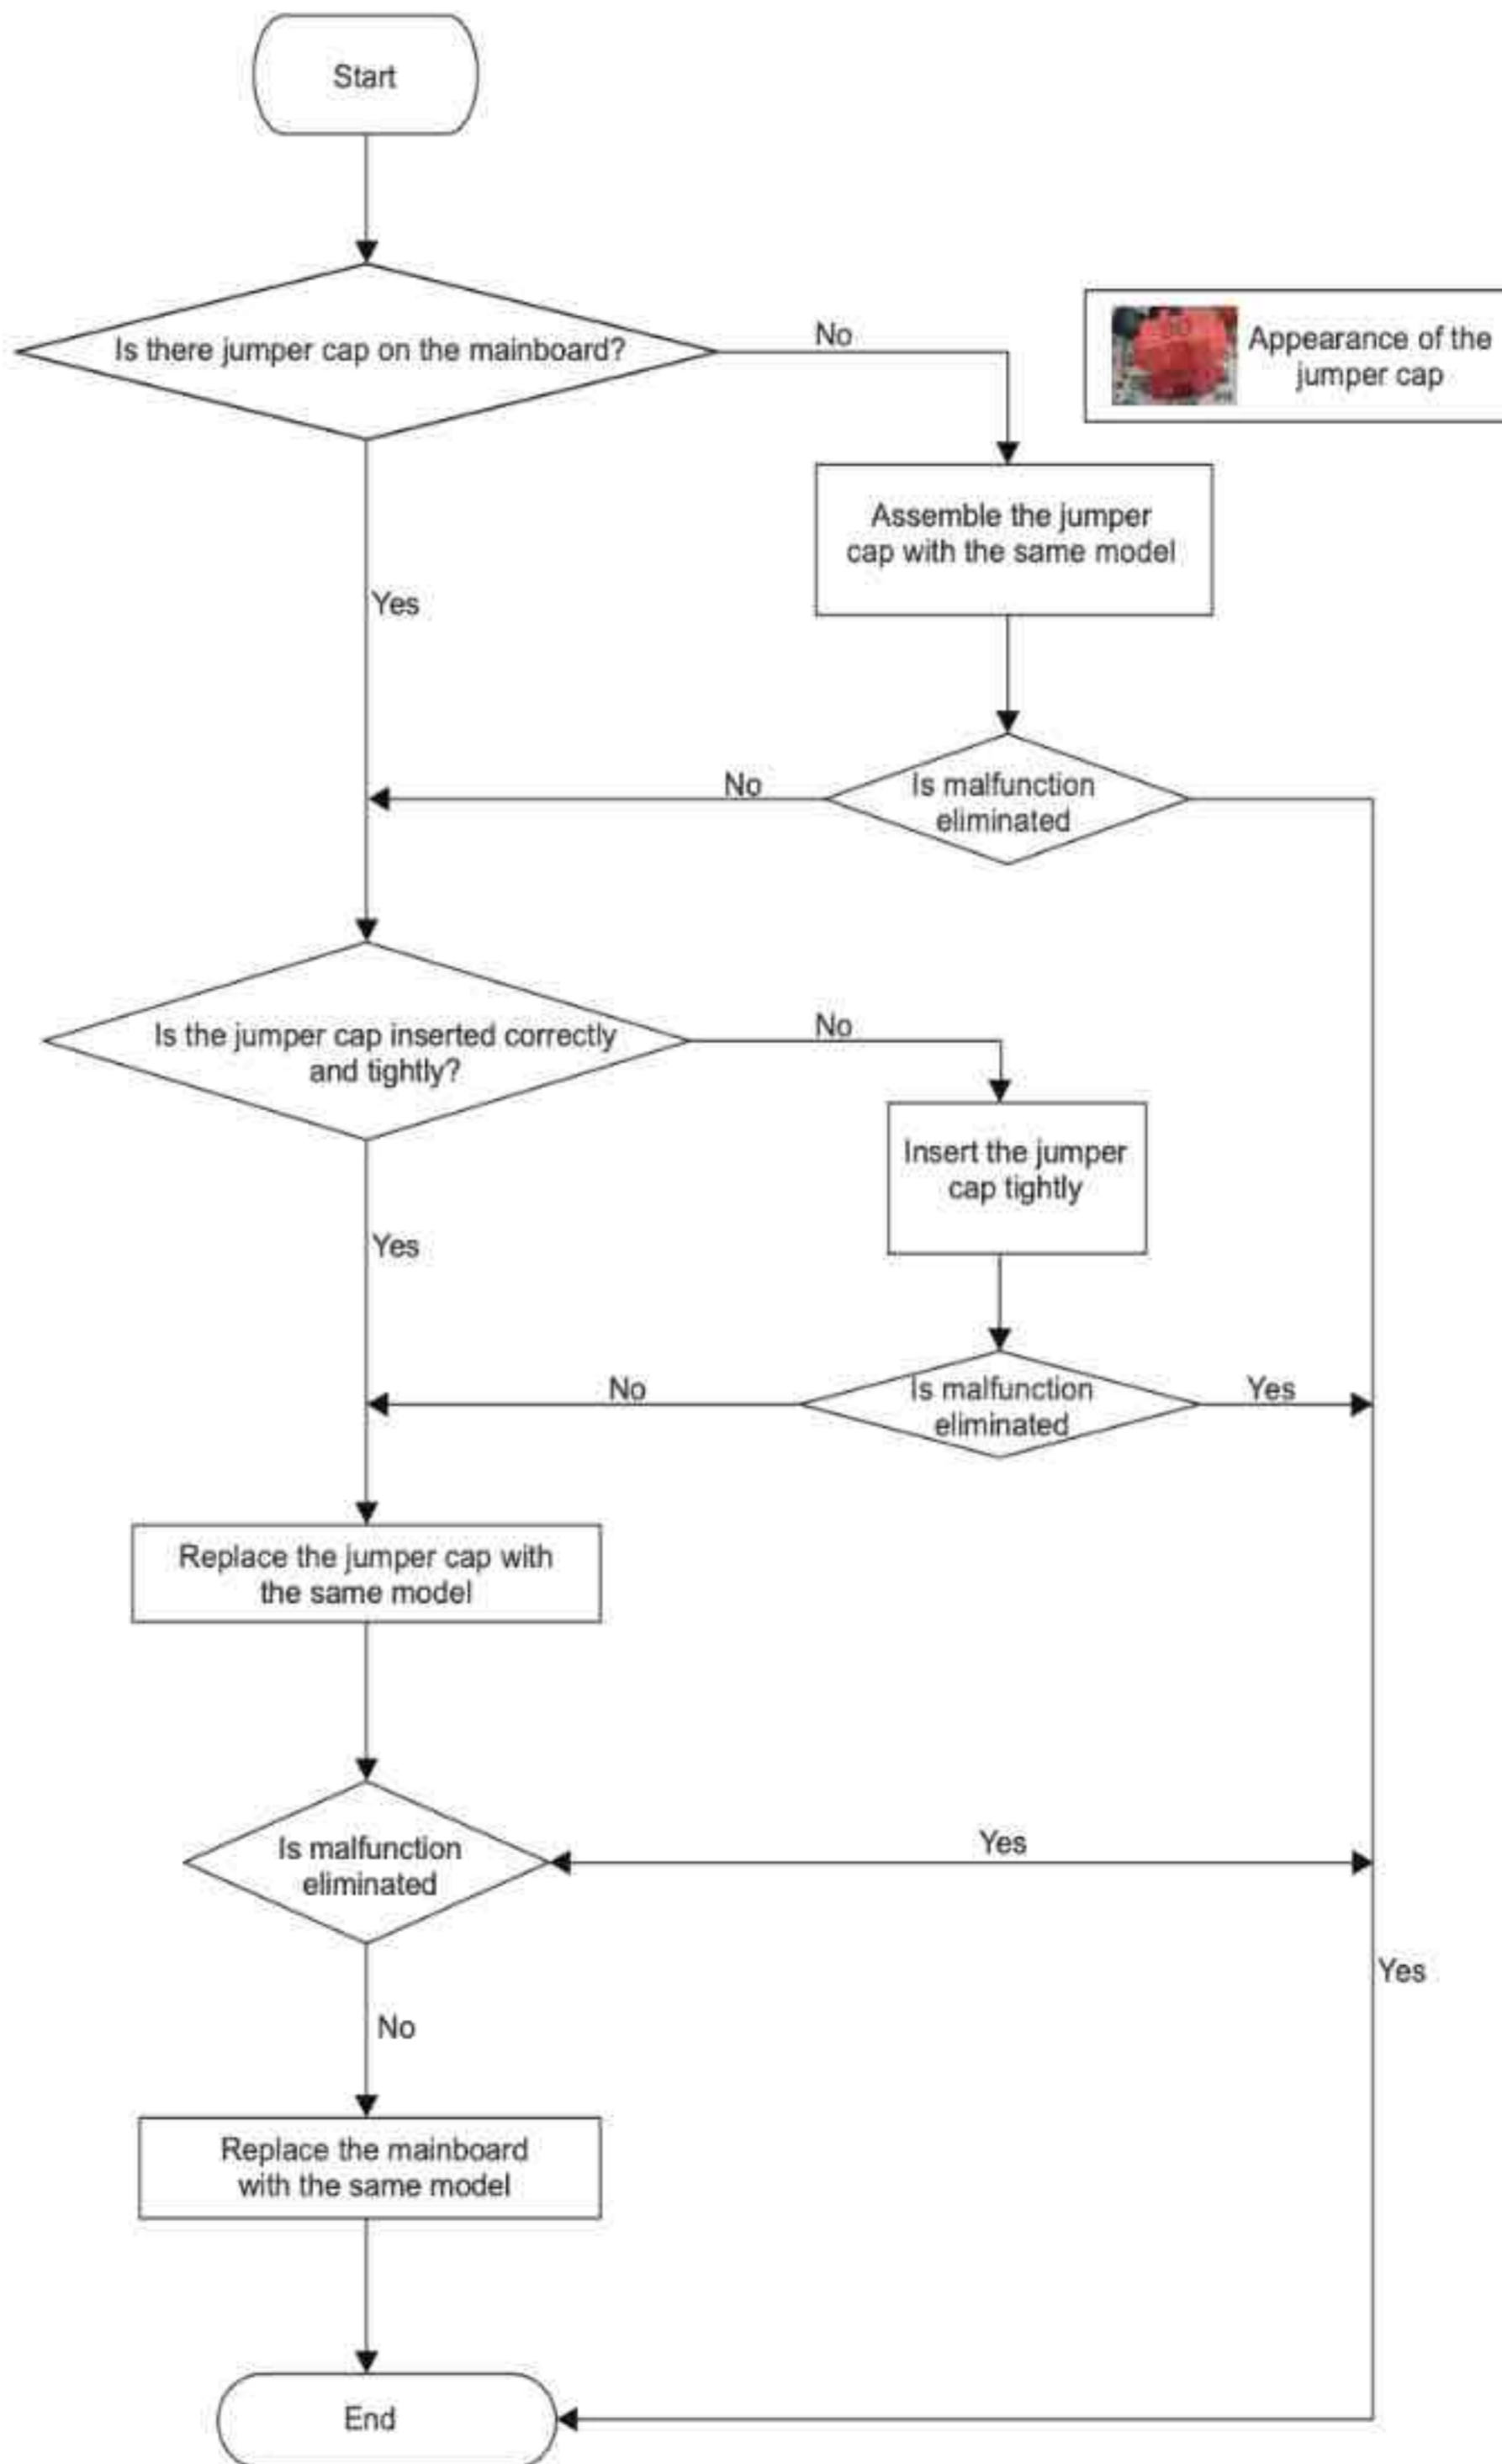 Start
Is there jumper cap on the mainboard?
No
Appearance of the
jumper cap
Assemble the jumper
cap with the same model
Yes
No
Is malfunction
eliminated
Is the jumper cap inserted correctly
and tightly?
No
Insert the jumper
cap tightly
Yes
No
Is malfunction
eliminated
Yes
Replace the jumper cap with
the same model
Is malfunction
eliminated
Yes
Yes
No
Replace the mainboard
with the same model
End